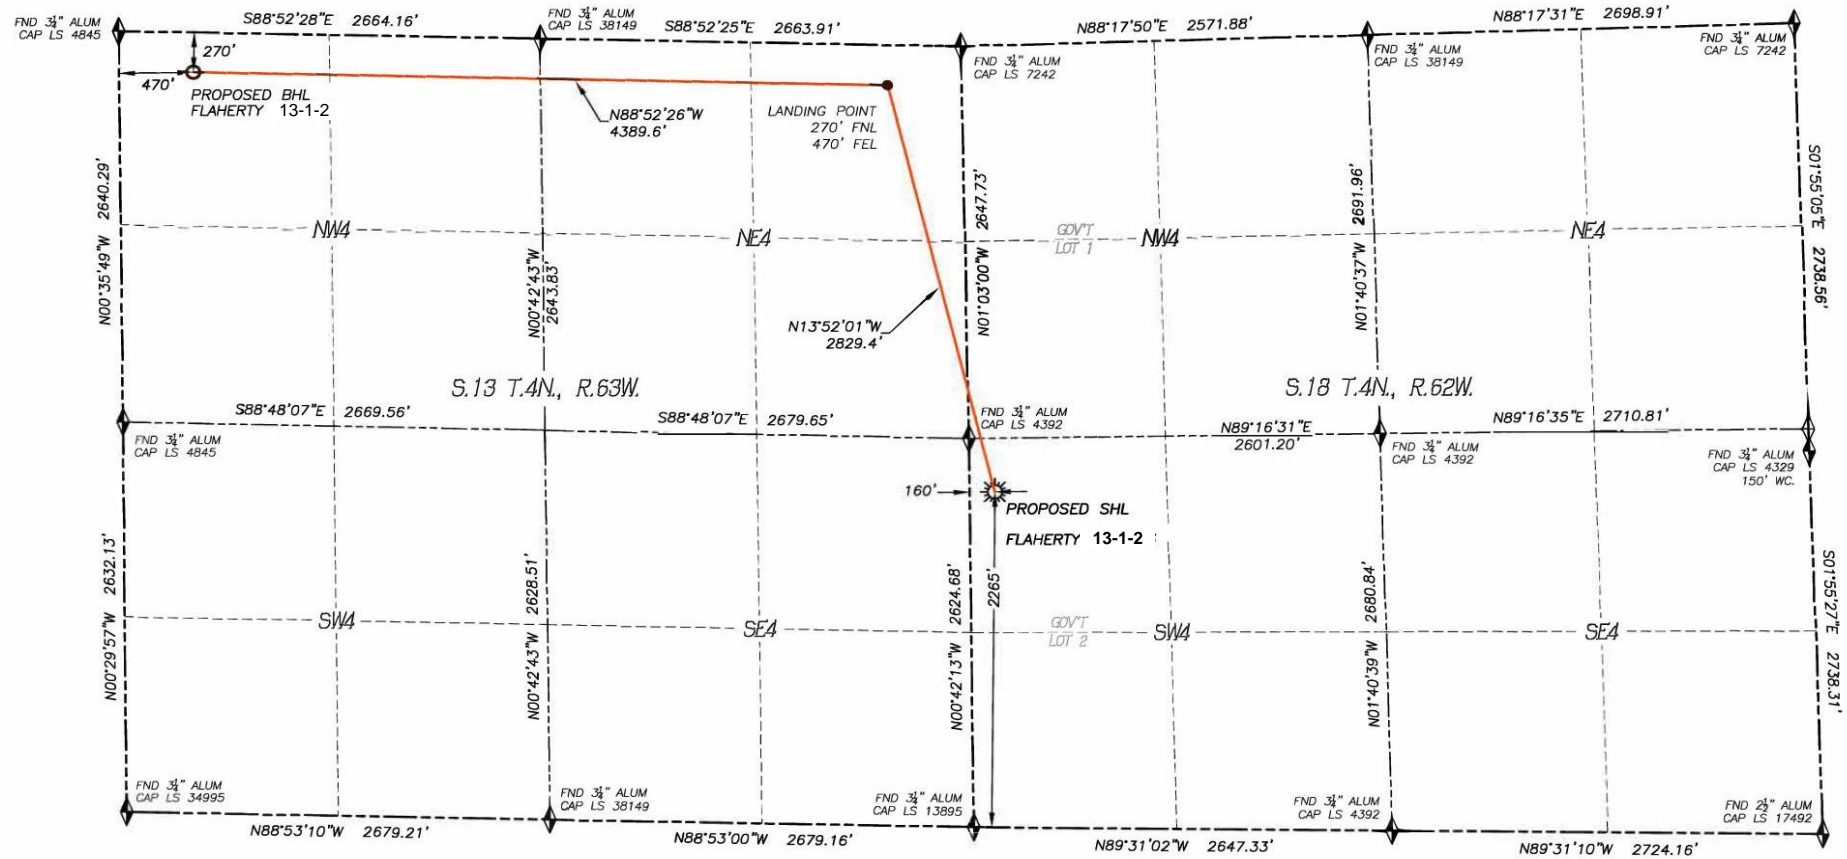 FND 3¼" ALUM
CAP LS 4845
S88°52'28"E 2664.16'
FND 3¼" ALUM
CAP LS 38149
S88°52'25"E 2663.91'
FND 3¼" ALUM
CAP LS 7242
N88°17'50"E 2571.88'
FND 3¼" ALUM
CAP LS 38149
N88°17'31"E 2698.91'
FND 3¼" ALUM
CAP LS 7242
270'
470'
PROPOSED BHL
FLAHERTY 13-1-2
N88°52'26"W
4389.6'
LANDING POINT
270' FNL
470' FEL
N00°35'49"W 2640.29'
NW4
N00°42'43"W
2643.83'
NE4
N13°52'01"W
2829.4'
N01°03'00"W 2647.73'
GOV'T
LOT 1
NW4
N01°40'37"W 2691.96'
NE4
S01°55'05"E 2738.56'
S.13 T.4N., R.63W.
S.18 T.4N., R.62W.
S88°48'07"E 2669.56'
S88°48'07"E 2679.65'
FND 3¼" ALUM
CAP LS 4392
N89°16'31"E
2601.20'
N89°16'35"E 2710.81'
FND 3¼" ALUM
CAP LS 4845
FND 3¼" ALUM
CAP LS 4392
FND 3¼" ALUM
CAP LS 4329
150' WC.
160'
PROPOSED SHL
FLAHERTY 13-1-2
N00°29'57"W 2632.13'
SW4
N00°42'43"W 2628.51'
SE4
N00°42'13"W 2624.68'
2265'
GOV'T
LOT 2
SW4
N01°40'39"W 2680.84'
SE4
S01°55'27"E 2738.31'
FND 3¼" ALUM
CAP LS 34995
FND 3¼" ALUM
CAP LS 38149
FND 3¼" ALUM
CAP LS 13895
FND 3¼" ALUM
CAP LS 4392
FND 2½" ALUM
CAP LS 17492
N88°53'10"W 2679.21'
N88°53'00"W 2679.16'
N89°31'02"W 2647.33'
N89°31'10"W 2724.16'